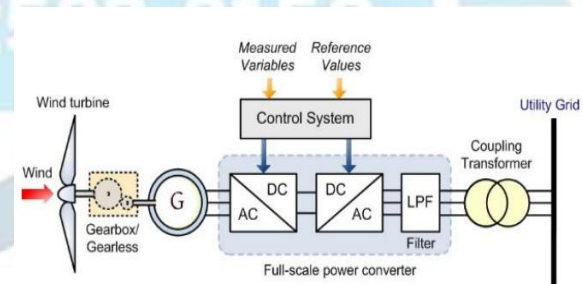 Measured Reference
Variables Values
Wind turbine
Control System
Utility Grid
Coupling
Transformer
Wind
G
DC
AC
DC
AC
LPF
Gearbox/
Gearless
Filter
Full-scale power converter